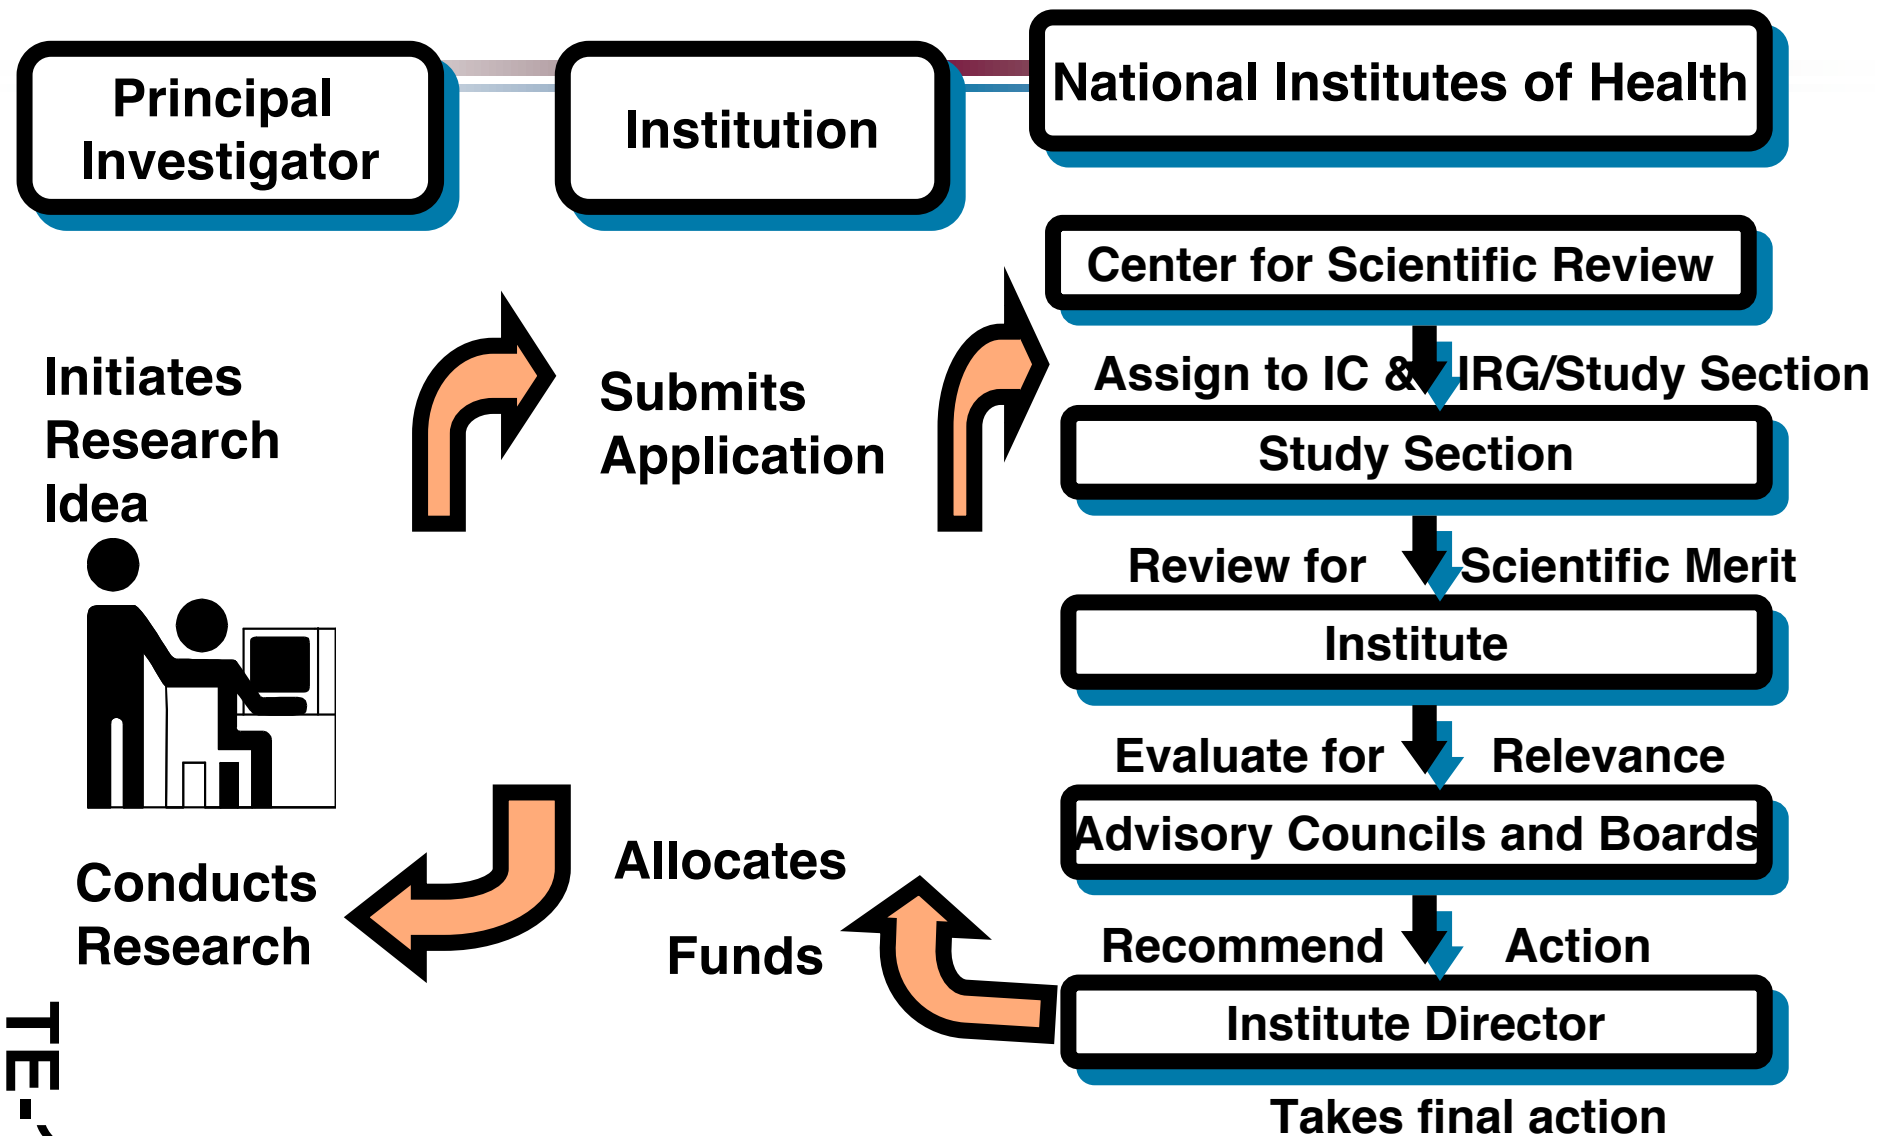 Principal
Investigator
Institution
National Institutes of Health
Initiates
Research
Idea
Submits
Application
Center for Scientific Review
Assign to IC & IRG/Study Section
Study Section
Review for Scientific Merit
Institute
Evaluate for Relevance
Advisory Councils and Boards
Recommend Action
Institute Director
Takes final action
Allocates
Funds
Conducts
Research
TE-